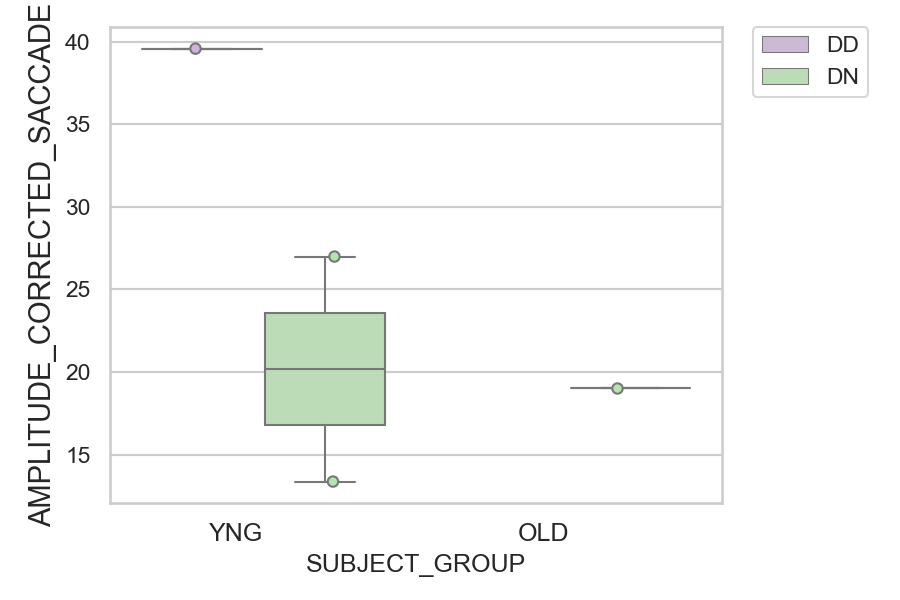 AMPLITUDE_CORRECTED_SACCADE
40
35
30
25
20
15
YNG
OLD
SUBJECT_GROUP
DD
DN